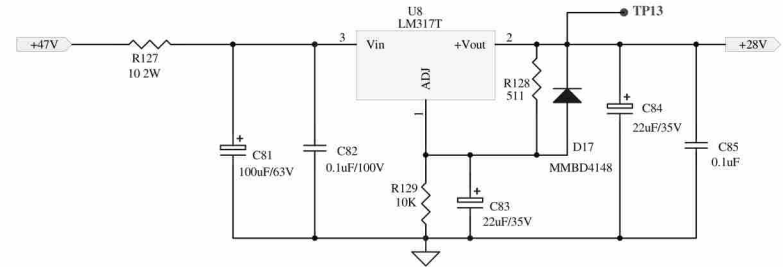 TP13
U8
LM317T
+47V
3
Vin
+Vout
2
+28V
R127
10 2W
ADJ
R128
511
1
+
C84
22uF/35V
+
C81
100uF/63V
C82
0.1uF/100V
D17
MMBD4148
C85
0.1uF
R129
10K
+
C83
22uF/35V